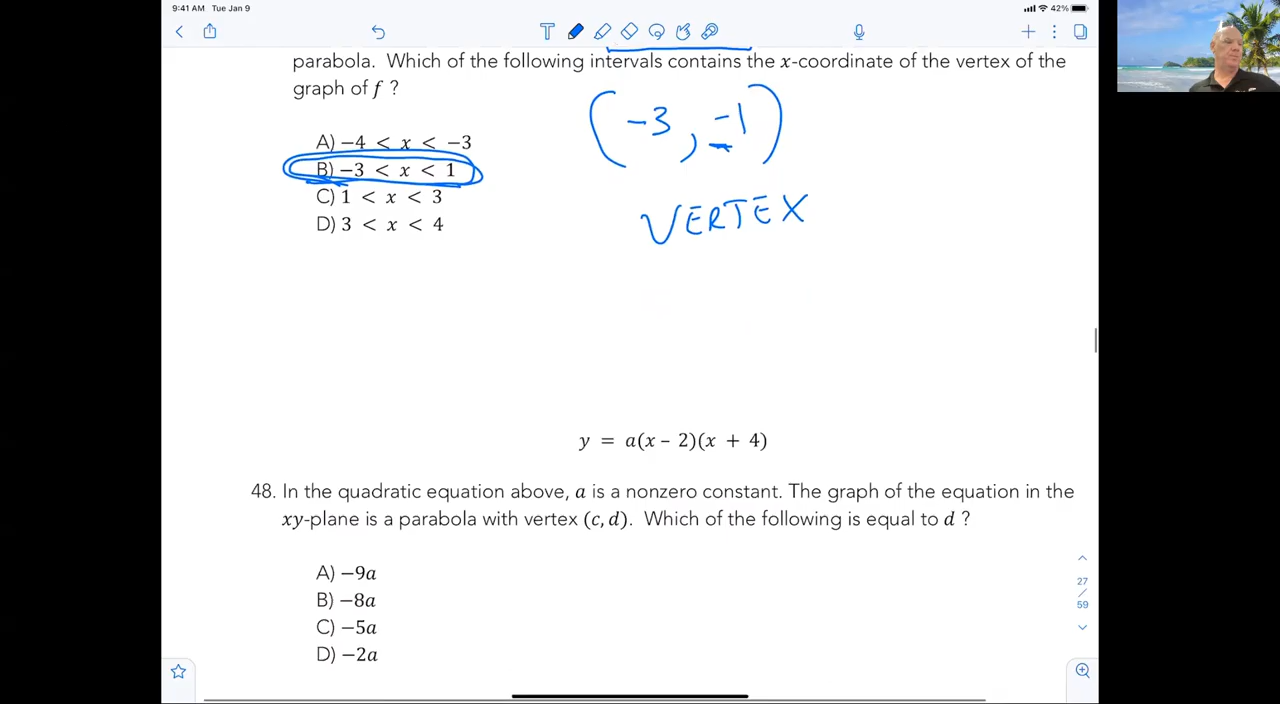 9:41 AM Tue Jan 9
42%
T
parabola. Which of the following intervals contains the x-coordinate of the vertex of the
graph of f ?
(-3, -1)
A) −4 < x < −3
B) −3 < x < 1
C) 1 < x < 3
D) 3 < x < 4
VERTEX
y = a(x – 2)(x + 4)
48. In the quadratic equation above, a is a nonzero constant. The graph of the equation in the
xy-plane is a parabola with vertex (c, d). Which of the following is equal to d ?
A) −9a
B) −8a
C) −5a
D) −2a
27
/
59